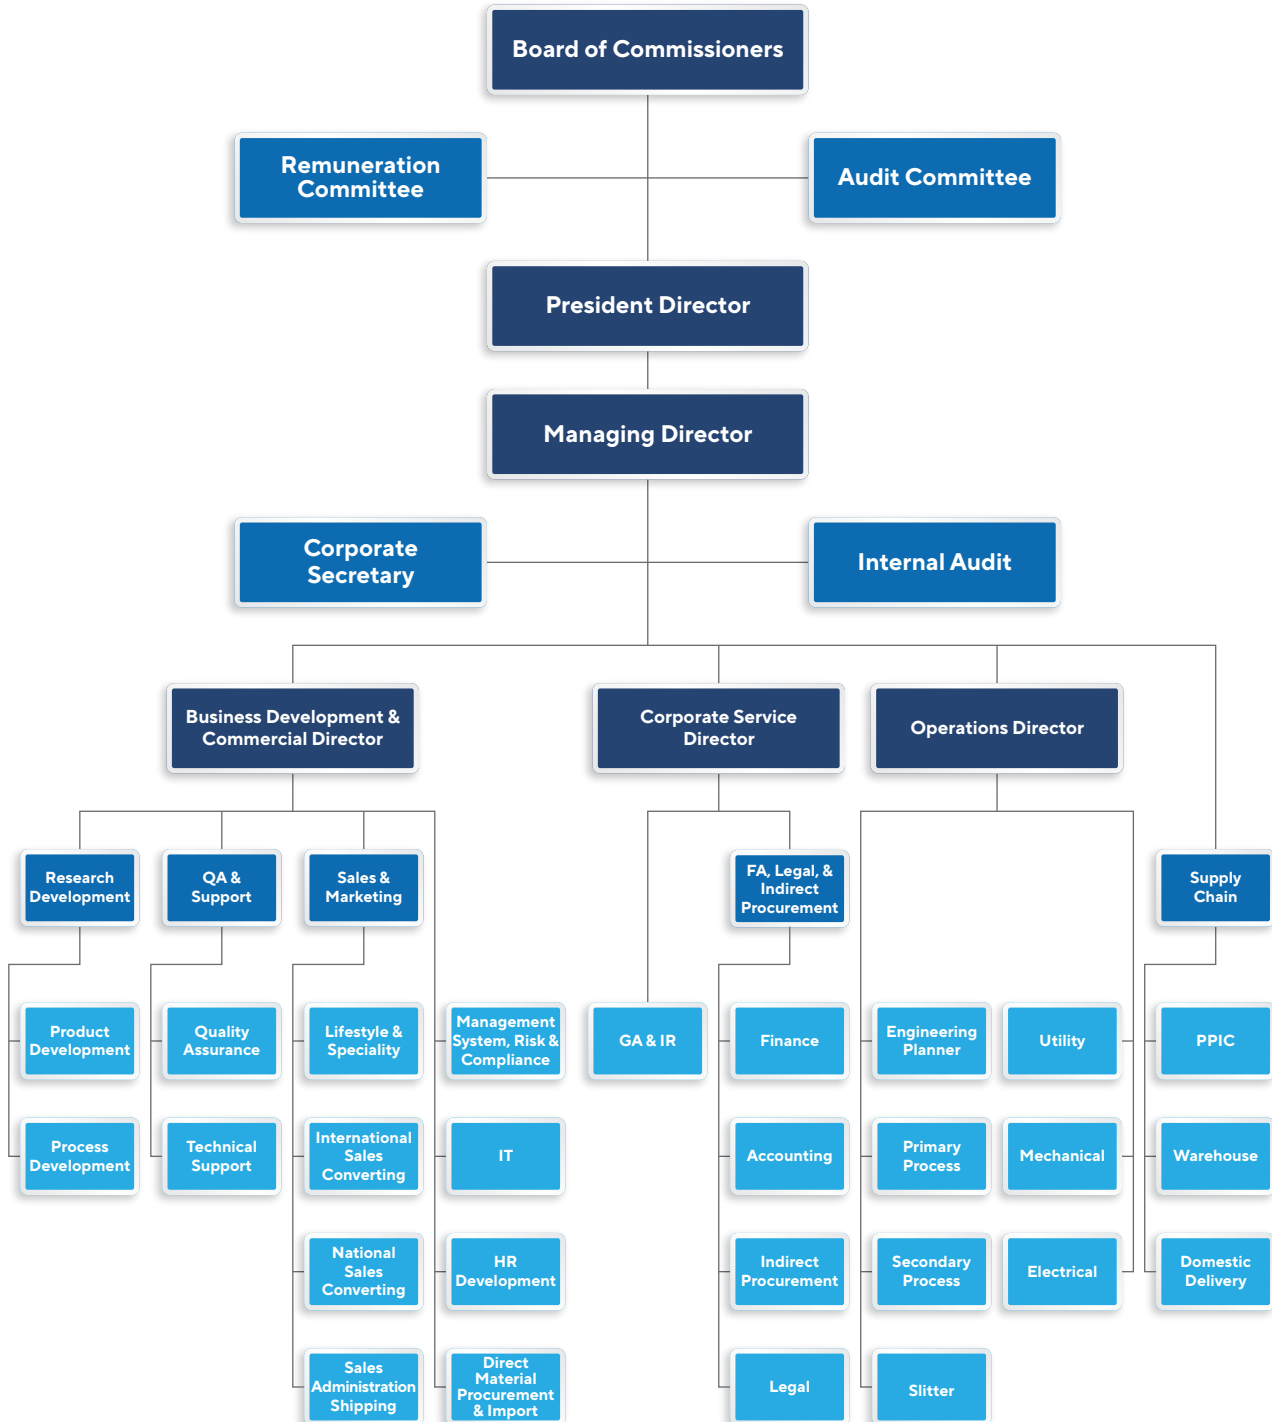 Board of Commissioners
Remuneration
Committee
Audit Committee
President Director
Managing Director
Corporate
Secretary
Internal Audit
Business Development &
Commercial Director
Corporate Service
Director
Operations Director
Research
Development
QA &
Support
Sales &
Marketing
FA, Legal, &
Indirect
Procurement
Supply
Chain
Product
Development
Quality
Assurance
Lifestyle &
Speciality
Management
System, Risk &
Compliance
GA & IR
Finance
Engineering
Planner
Utility
PPIC
Process
Development
Technical
Support
International
Sales
Converting
IT
Accounting
Primary
Process
Mechanical
Warehouse
National
Sales
Converting
HR
Development
Indirect
Procurement
Secondary
Process
Electrical
Domestic
Delivery
Sales
Administration
Shipping
Direct
Material
Procurement
& Import
Legal
Slitter